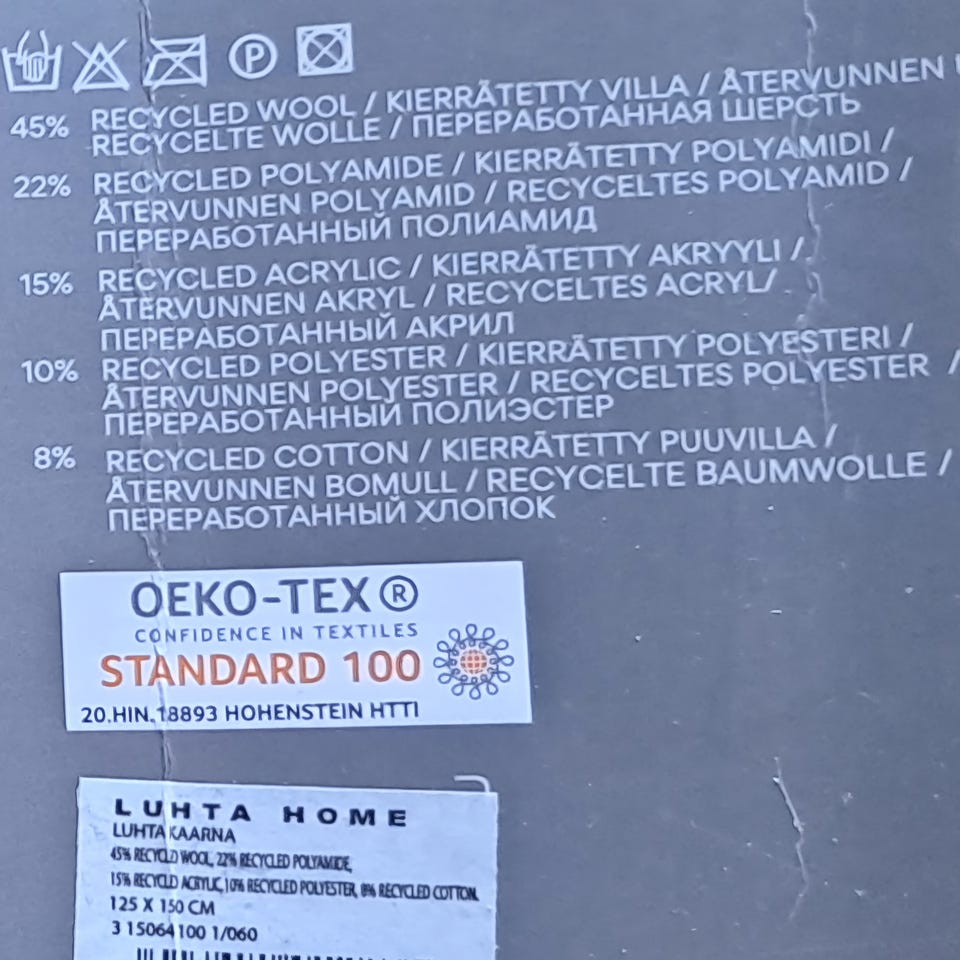 P
45% RECYCLED WOOL / KIERRÄTETTY VILLA / ÅTERVUNNEN
RECYCELTE WOLLE / ПЕРЕРАБОТАННАЯ ШЕРСТЬ
22% RECYCLED POLYAMIDE / KIERRÄTETTY POLYAMIDI /
ÅTERVUNNEN POLYAMID / RECYCELTES POLYAMID /
ПЕРЕРАБОТАННЫЙ ПОЛИАМИД
15% RECYCLED ACRYLIC / KIERRÄTETTY AKRYYLI /
ÅTERVUNNEN AKRYL / RECYCELTES ACRYL/
ПЕРЕРАБОТАННЫЙ АКРИЛ
10% RECYCLED POLYESTER / KIERRÄTETTY POLYESTERI /
ÅTERVUNNEN POLYESTER / RECYCELTES POLYESTER /
ПЕРЕРАБОТАННЫЙ ПОЛИЭСТЕР
8% RECYCLED COTTON / KIERRÄTETTY PUUVILLA /
ÅTERVUNNEN BOMULL / RECYCELTE BAUMWOLLE /
ПЕРЕРАБОТАННЫЙ ХЛОПОК
OEKO-TEX®
CONFIDENCE IN TEXTILES
STANDARD 100
20.HIN.18893 HOHENSTEIN HTTI
LUHTA HOME
LUHTAKAARNA
45% RECYCLD WOOL, 22% RECYCLED POLYAMIDE,
15% RECYCLD ACRYLIC, 10% RECYCLED POLYESTER, 8% RECYCLED COTTON.
125 X 150 CM
3 15064 100 1/060